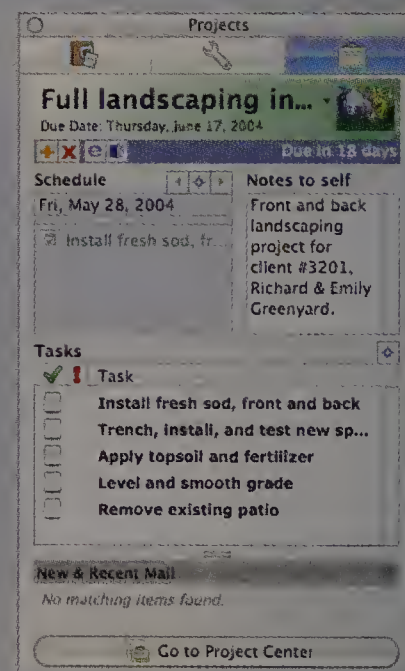 Projects
Full landscaping in...
Due Date: Thursday, June 17, 2004
Due in 18 days
Schedule
Fri, May 28, 2004
Install fresh sod, fr...
Notes to self
Front and back
landscaping
project for
client #3201,
Richard & Emily
Greenyard.
Tasks
Task
Install fresh sod, front and back
Trench, install, and test new sp...
Apply topsoil and fertilizer
Level and smooth grade
Remove existing patio
New & Recent Mail
No matching items found.
Go to Project Center